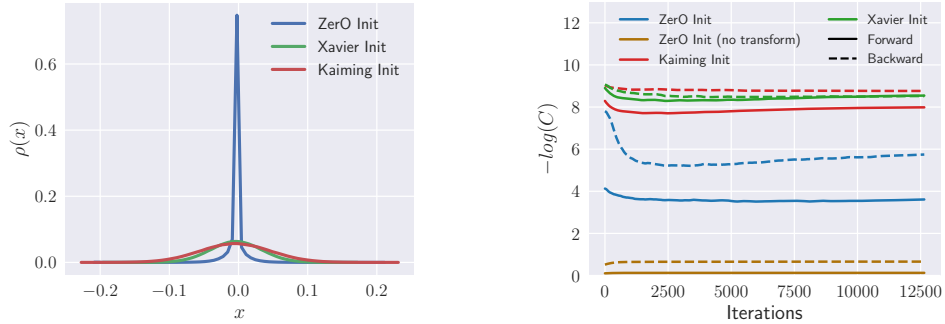 ZerO Init
Xavier Init
Kaiming Init
ρ(x)
0.6
0.4
0.2
0.0
−0.2
−0.1
0.0
0.1
0.2
x
ZerO Init
ZerO Init (no transform)
Kaiming Init
Xavier Init
Forward
Backward
−log(C)
12
10
8
6
4
2
0
0
2500
5000
7500
10000
12500
Iterations